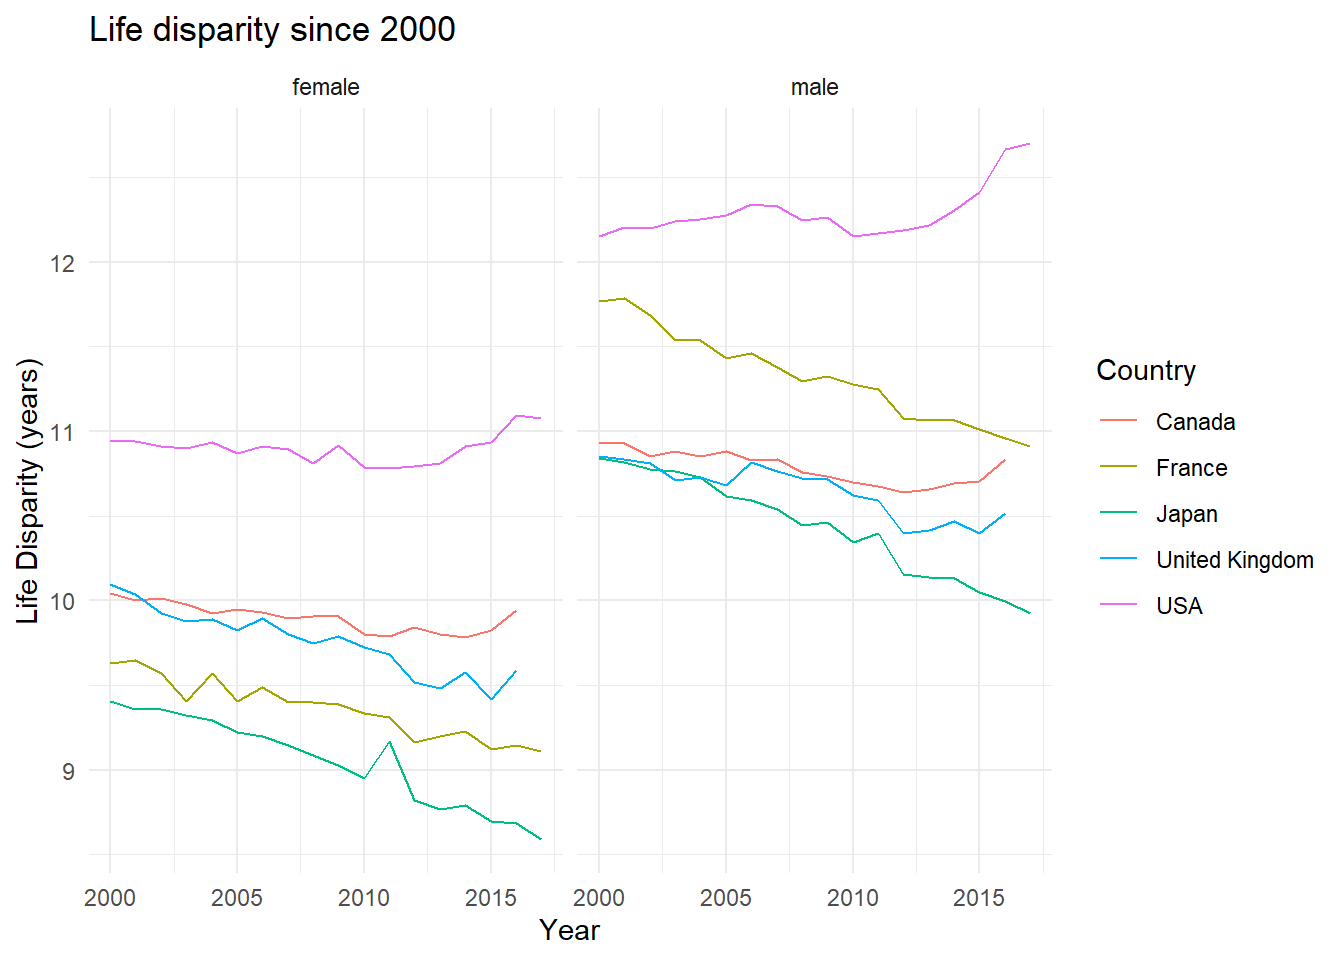 Life disparity since 2000
female
male
Life Disparity (years)
12
11
10
9
2000 2005 2010 2015
2000 2005 2010 2015
Year
Country
Canada
France
Japan
United Kingdom
USA